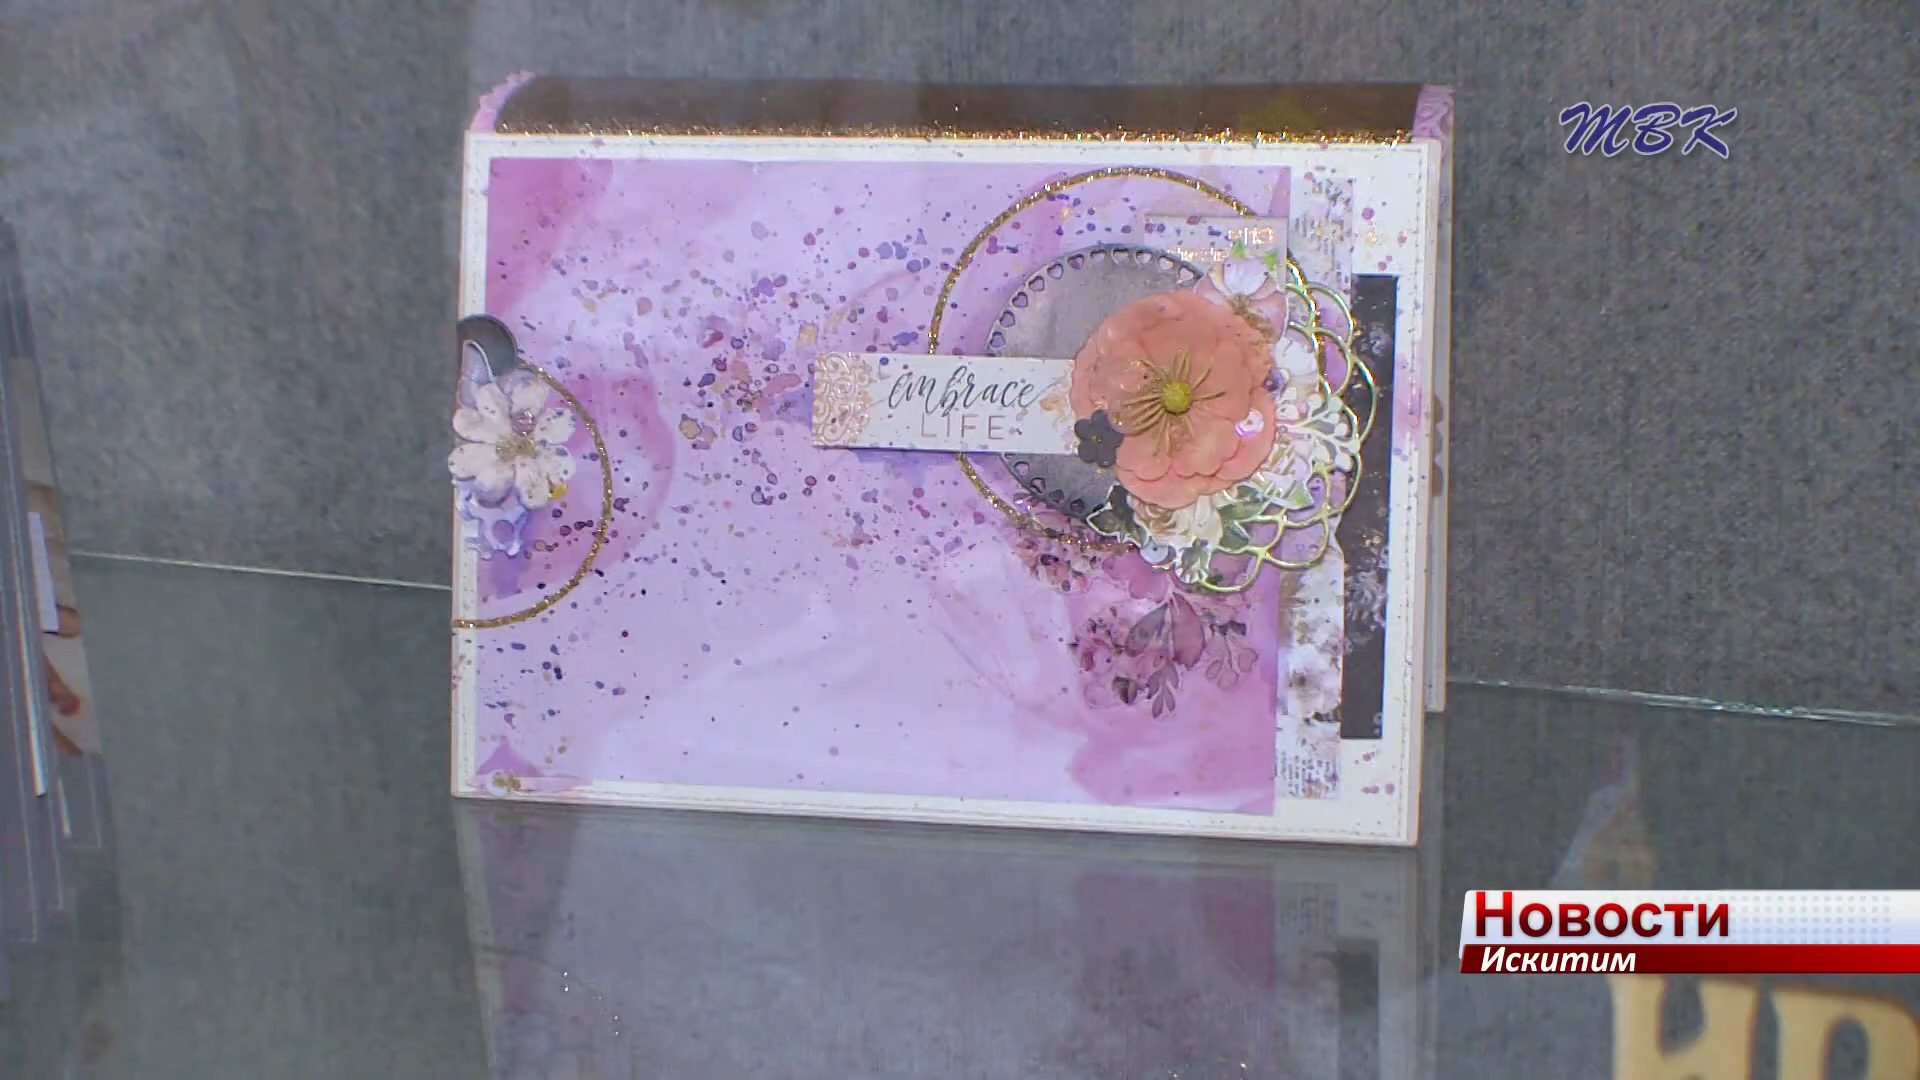 ТВК
embrace
LIFE
Новости
Искитим